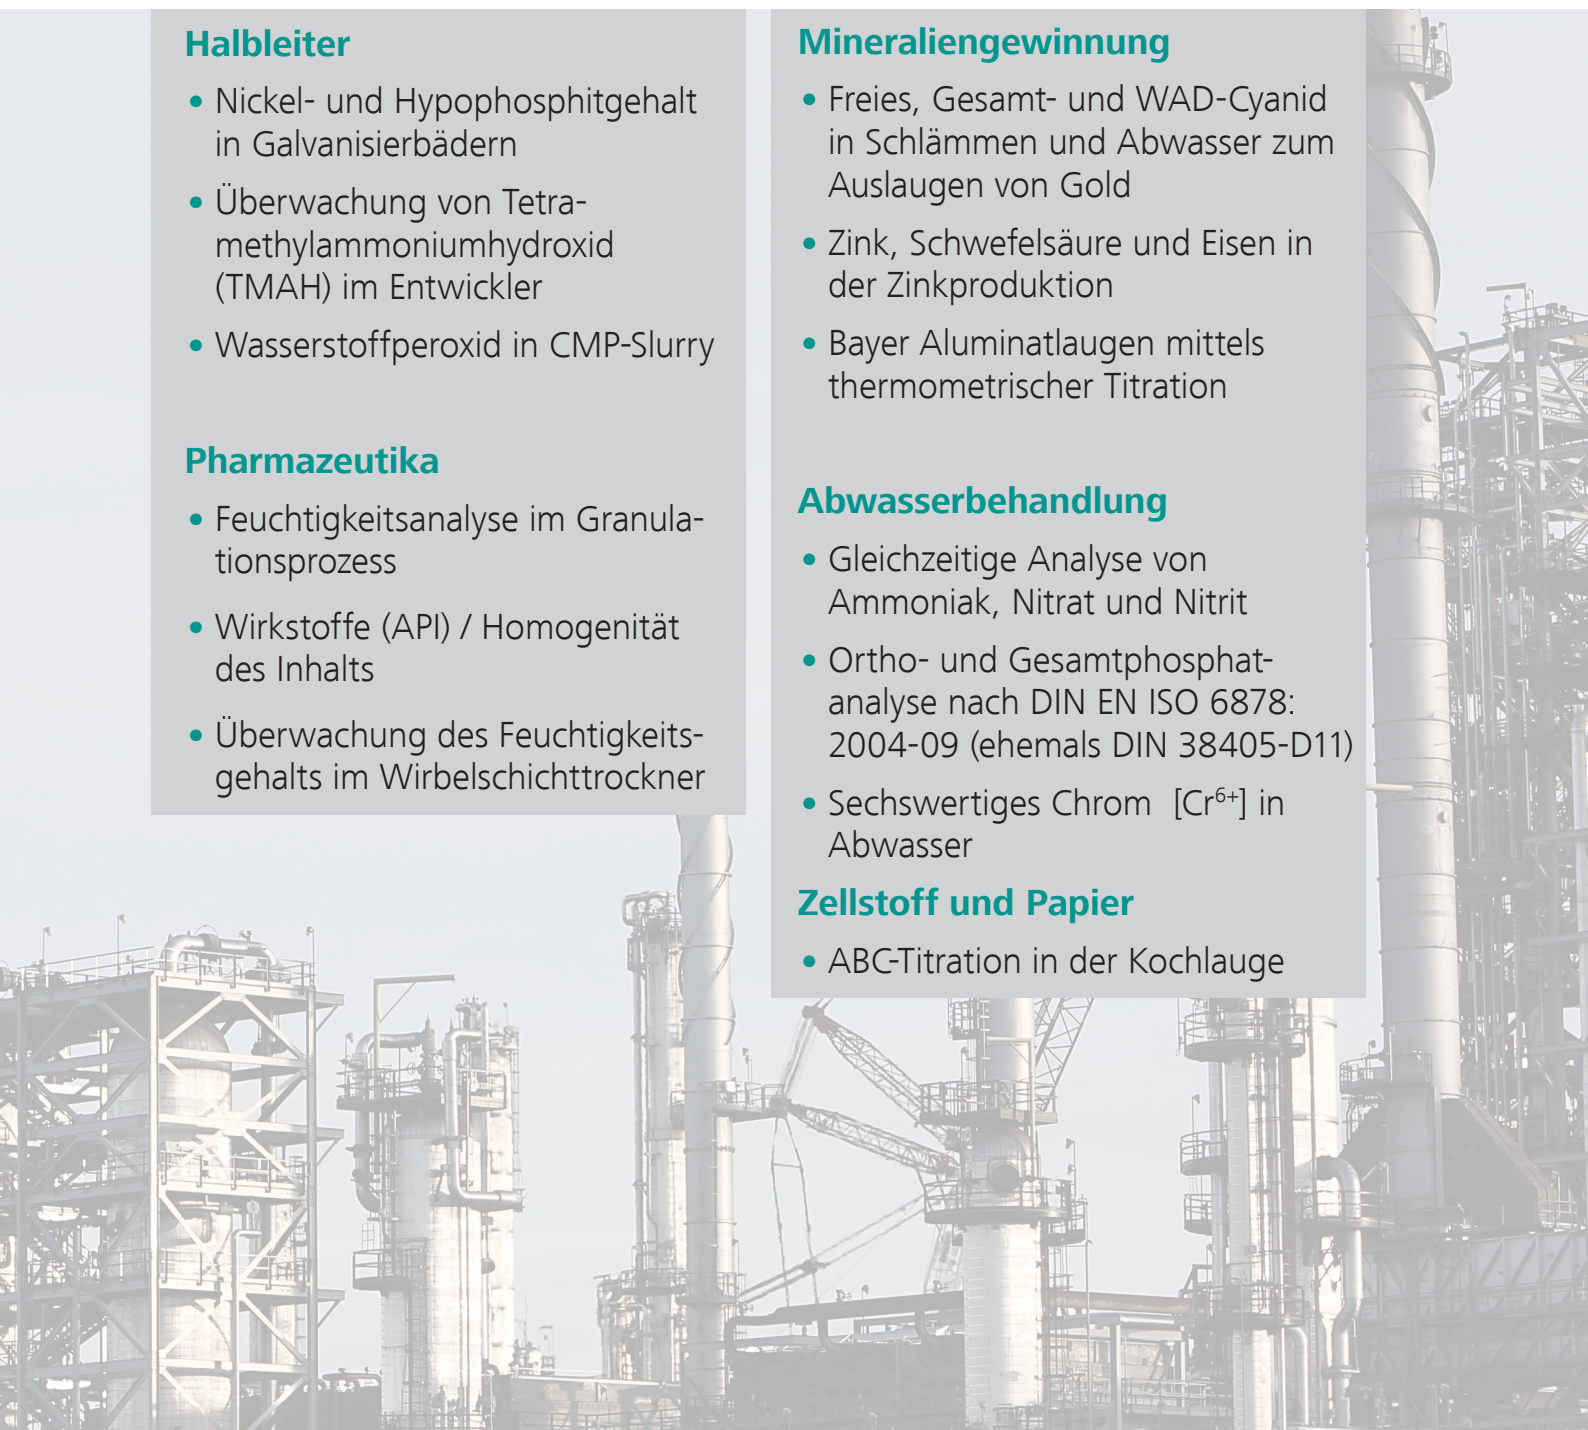 Halbleiter
• Nickel- und Hypophosphitgehalt
in Galvanisierbädern
• Überwachung von Tetra-
methylammoniumhydroxid
(TMAH) im Entwickler
• Wasserstoffperoxid in CMP-Slurry
Pharmazeutika
• Feuchtigkeitsanalyse im Granula-
tionsprozess
• Wirkstoffe (API) / Homogenität
des Inhalts
• Überwachung des Feuchtigkeits-
gehalts im Wirbelschichttrockner
Mineraliengewinnung
• Freies, Gesamt- und WAD-Cyanid
in Schlämmen und Abwasser zum
Auslaugen von Gold
• Zink, Schwefelsäure und Eisen in
der Zinkproduktion
• Bayer Aluminatlaugen mittels
thermometrischer Titration
Abwasserbehandlung
• Gleichzeitige Analyse von
Ammoniak, Nitrat und Nitrit
• Ortho- und Gesamtphosphat-
analyse nach DIN EN ISO 6878:
2004-09 (ehemals DIN 38405-D11)
• Sechswertiges Chrom  [Cr⁶⁺] in
Abwasser
Zellstoff und Papier
• ABC-Titration in der Kochlauge